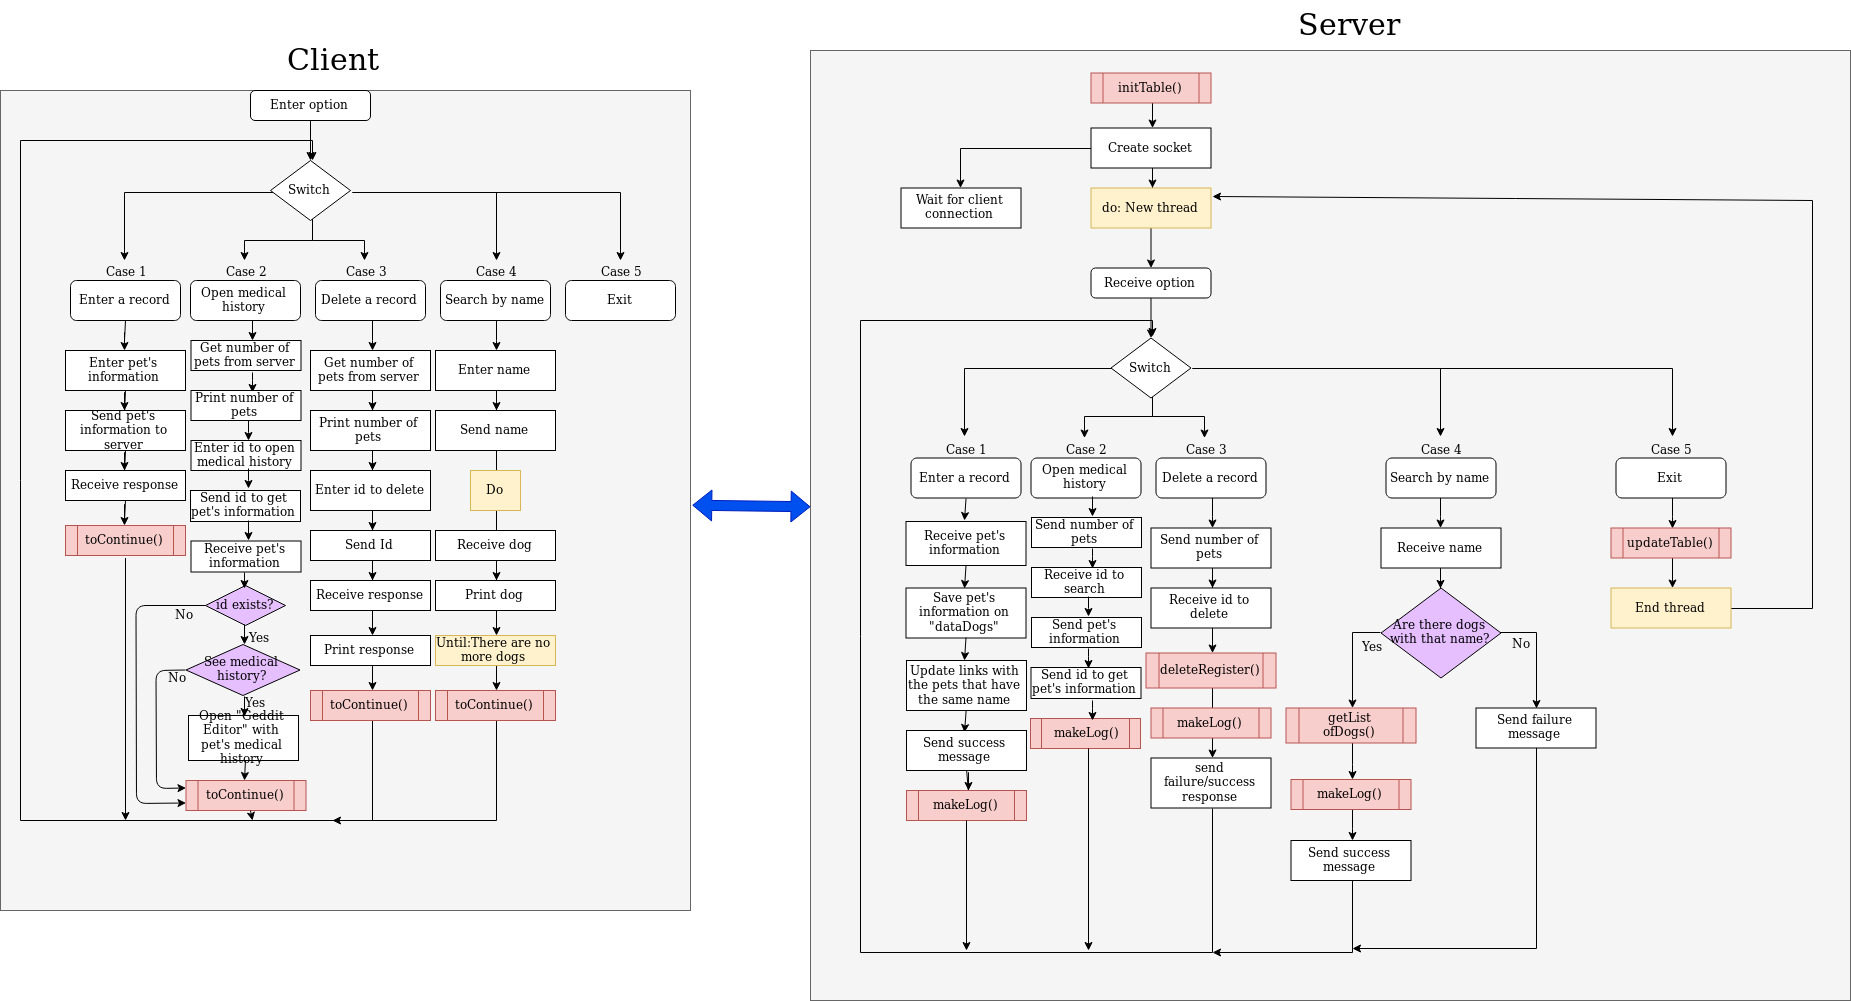 Client
Enter option
Switch
Case 1
Enter a record
Enter pet's
information
Send pet's
information to
server
Receive response
toContinue()
Case 2
Open medical
history
Get number of
pets from server
Print number of
pets
Enter id to open
medical history
Send id to get
pet's information
Receive pet's
information
id exists?
No
Yes
See medical
history?
No
Yes
Open "Geddit
Editor" with
pet's medical
history
toContinue()
Case 3
Delete a record
Get number of
pets from server
Print number of
pets
Enter id to delete
Send Id
Receive response
Print response
toContinue()
Case 4
Search by name
Enter name
Send name
Do
Receive dog
Print dog
Until:There are no
more dogs
toContinue()
Case 5
Exit
Server
initTable()
Create socket
Wait for client
connection
do: New thread
Receive option
Switch
Case 1
Enter a record
Receive pet's
information
Save pet's
information on
"dataDogs"
Update links with
the pets that have
the same name
Send success
message
makeLog()
Case 2
Open medical
history
Send number of
pets
Receive id to
search
Send pet's
information
Send id to get
pet's information
makeLog()
Case 3
Delete a record
Send number of
pets
Receive id to
delete
deleteRegister()
makeLog()
send
failure/success
response
Case 4
Search by name
Receive name
Are there dogs
with that name?
Yes
No
getList
ofDogs()
makeLog()
Send success
message
Send failure
message
Case 5
Exit
updateTable()
End thread